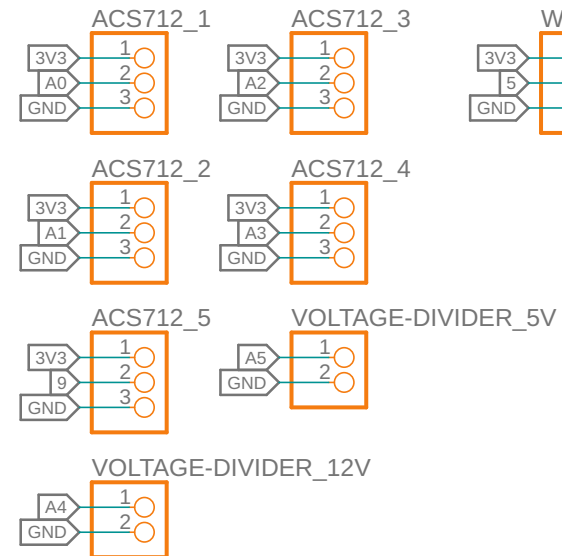 ACS712_1
3V3 1
A0 2
GND 3
ACS712_3
3V3 1
A2 2
GND 3
W
3V3
5
GND
ACS712_2
3V3 1
A1 2
GND 3
ACS712_4
3V3 1
A3 2
GND 3
ACS712_5
3V3 1
9 2
GND 3
VOLTAGE-DIVIDER_5V
A5 1
GND 2
VOLTAGE-DIVIDER_12V
A4 1
GND 2